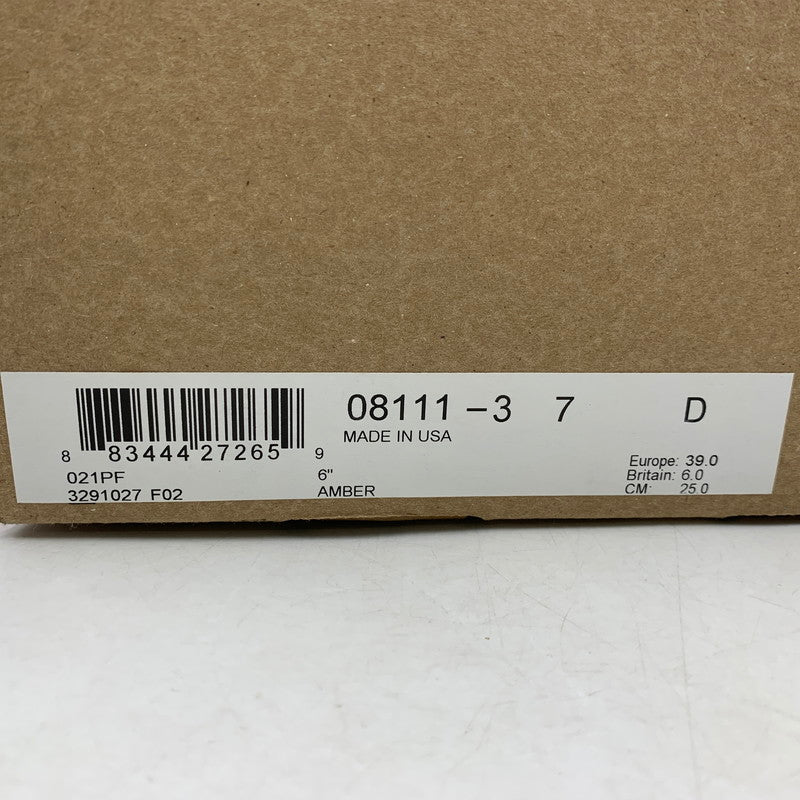 08111 -3 7 D
MADE IN USA
8 83444 27265 9
021PF
3291027 F02
6"
AMBER
Europe: 39.0
Britain: 6.0
CM: 25.0